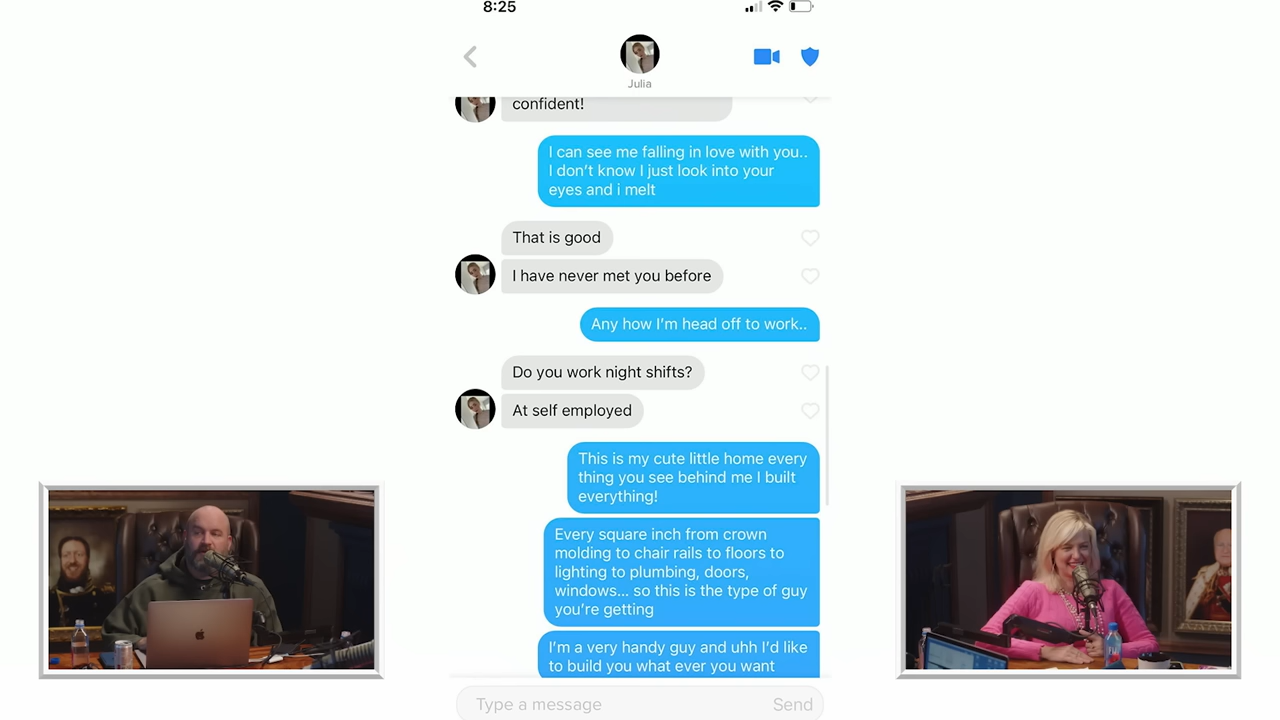 8:25
Julia
confident!
I can see me falling in love with you..
I don't know I just look into your
eyes and i melt
That is good
I have never met you before
Any how I'm head off to work..
Do you work night shifts?
At self employed
This is my cute little home every
thing you see behind me I built
everything!
Every square inch from crown
molding to chair rails to floors to
lighting to plumbing, doors,
windows... so this is the type of guy
you're getting
I'm a very handy guy and uhh I'd like
to build you what ever you want
Type a message
Send